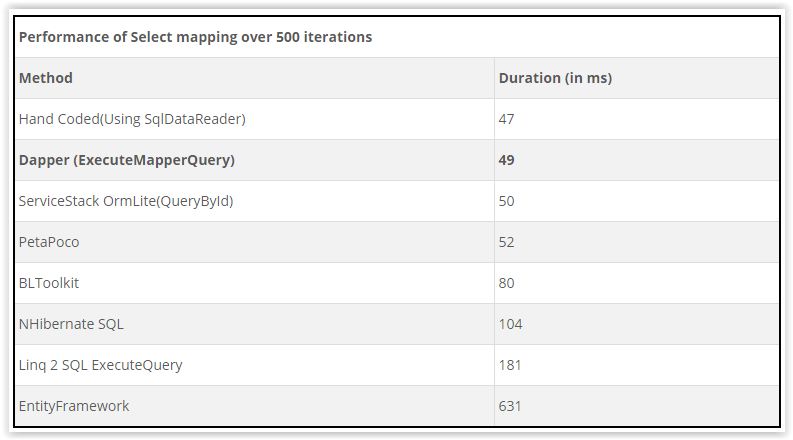 Performance of Select mapping over 500 iterations
Method Duration (in ms)
Hand Coded(Using SqlDataReader) 47
Dapper (ExecuteMapperQuery) 49
ServiceStack OrmLite(QueryById) 50
PetaPoco 52
BLToolkit 80
NHibernate SQL 104
Linq 2 SQL ExecuteQuery 181
EntityFramework 631